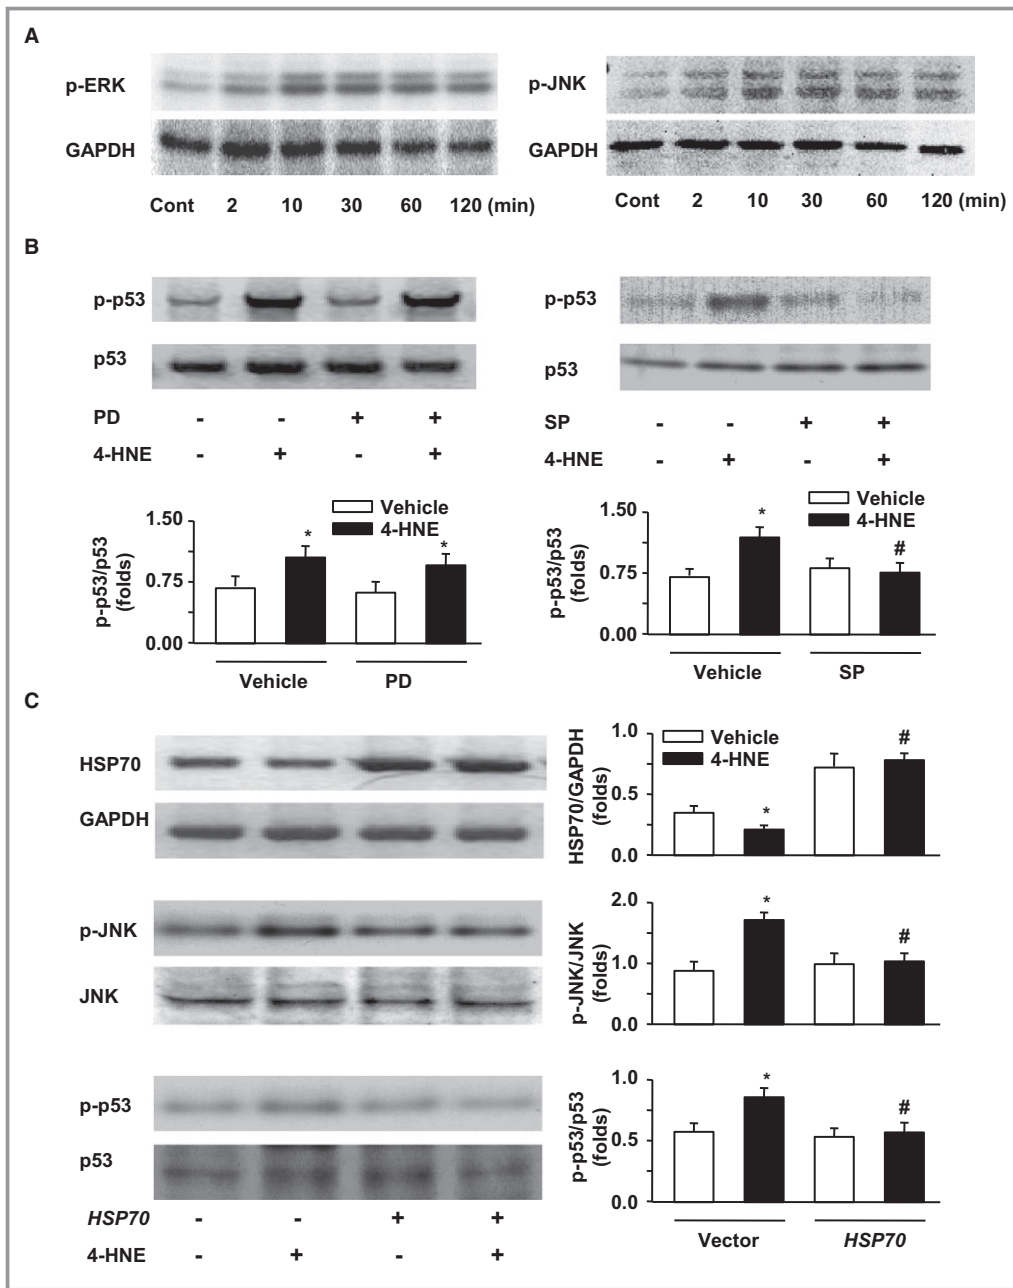 A
p-ERK
GAPDH
Cont 2 10 30 60 120 (min)
p-JNK
GAPDH
Cont 2 10 30 60 120 (min)
B
p-p53
p53
PD - - + +
4-HNE - + - +
Vehicle
4-HNE
p-p53/p53
(folds)
1.50
0.75
0.00
* *
Vehicle PD
p-p53
p53
SP - - + +
4-HNE - + - +
Vehicle
4-HNE
p-p53/p53
(folds)
1.50
0.75
0.00
* #
Vehicle SP
C
HSP70
GAPDH
p-JNK
JNK
p-p53
p53
HSP70 - - + +
4-HNE - + - +
Vehicle
4-HNE
HSP70/GAPDH
(folds)
1.0
0.5
0.0
* #
p-JNK/JNK
(folds)
2.0
1.0
0.0
* #
p-p53/p53
(folds)
1.0
0.5
0.0
* #
Vector HSP70